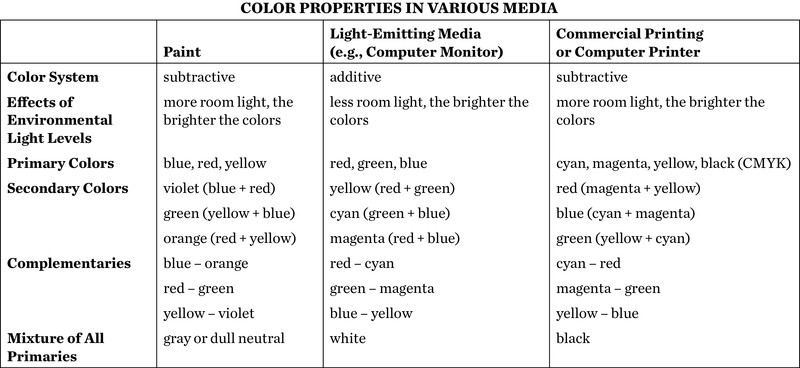 COLOR PROPERTIES IN VARIOUS MEDIA
Paint
Light-Emitting Media
(e.g., Computer Monitor)
Commercial Printing
or Computer Printer
Color System
subtractive
additive
subtractive
Effects of
Environmental
Light Levels
more room light, the
brighter the colors
less room light, the brighter the
colors
more room light, the brighter the
colors
Primary Colors
blue, red, yellow
red, green, blue
cyan, magenta, yellow, black (CMYK)
Secondary Colors
violet (blue + red)
yellow (red + green)
red (magenta + yellow)
green (yellow + blue)
cyan (green + blue)
blue (cyan + magenta)
orange (red + yellow)
magenta (red + blue)
green (yellow + cyan)
Complementaries
blue – orange
red – cyan
cyan – red
red – green
green – magenta
magenta – green
yellow – violet
blue – yellow
yellow – blue
Mixture of All
Primaries
gray or dull neutral
white
black